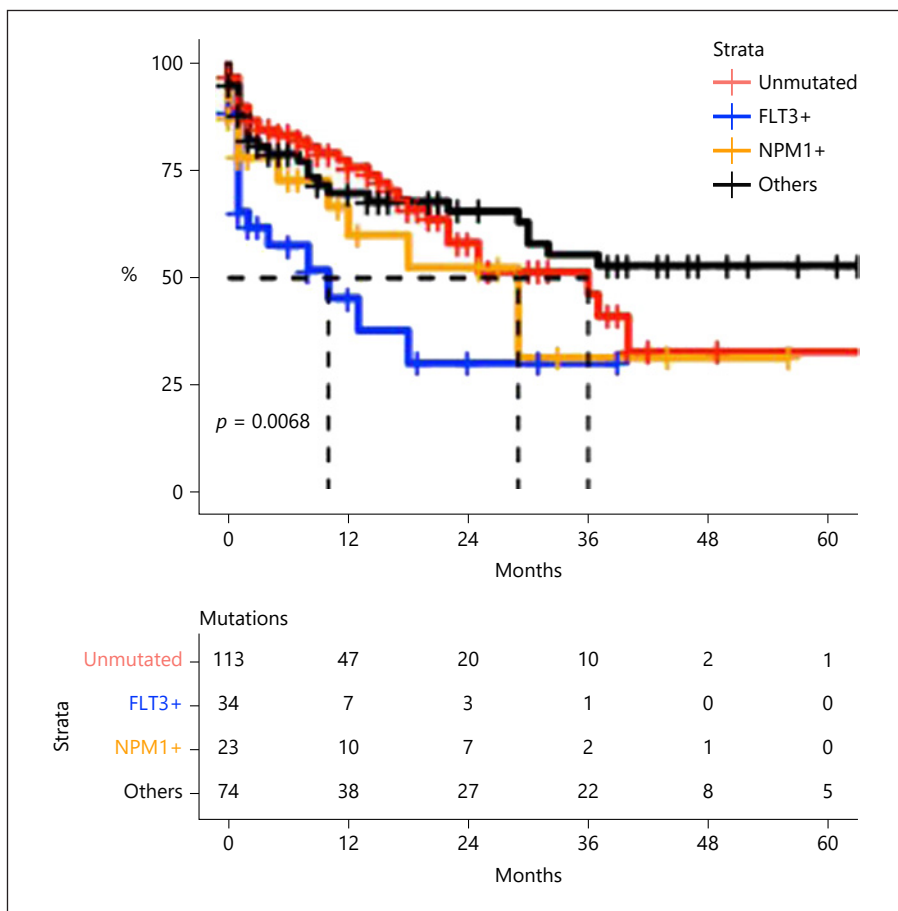 Strata
Unmutated
FLT3+
NPM1+
Others
100
75
50
25
0
%
p = 0.0068
0 12 24 36 48 60
Months
Mutations
Strata
Unmutated 113 47 20 10 2 1
FLT3+ 34 7 3 1 0 0
NPM1+ 23 10 7 2 1 0
Others 74 38 27 22 8 5
0 12 24 36 48 60
Months